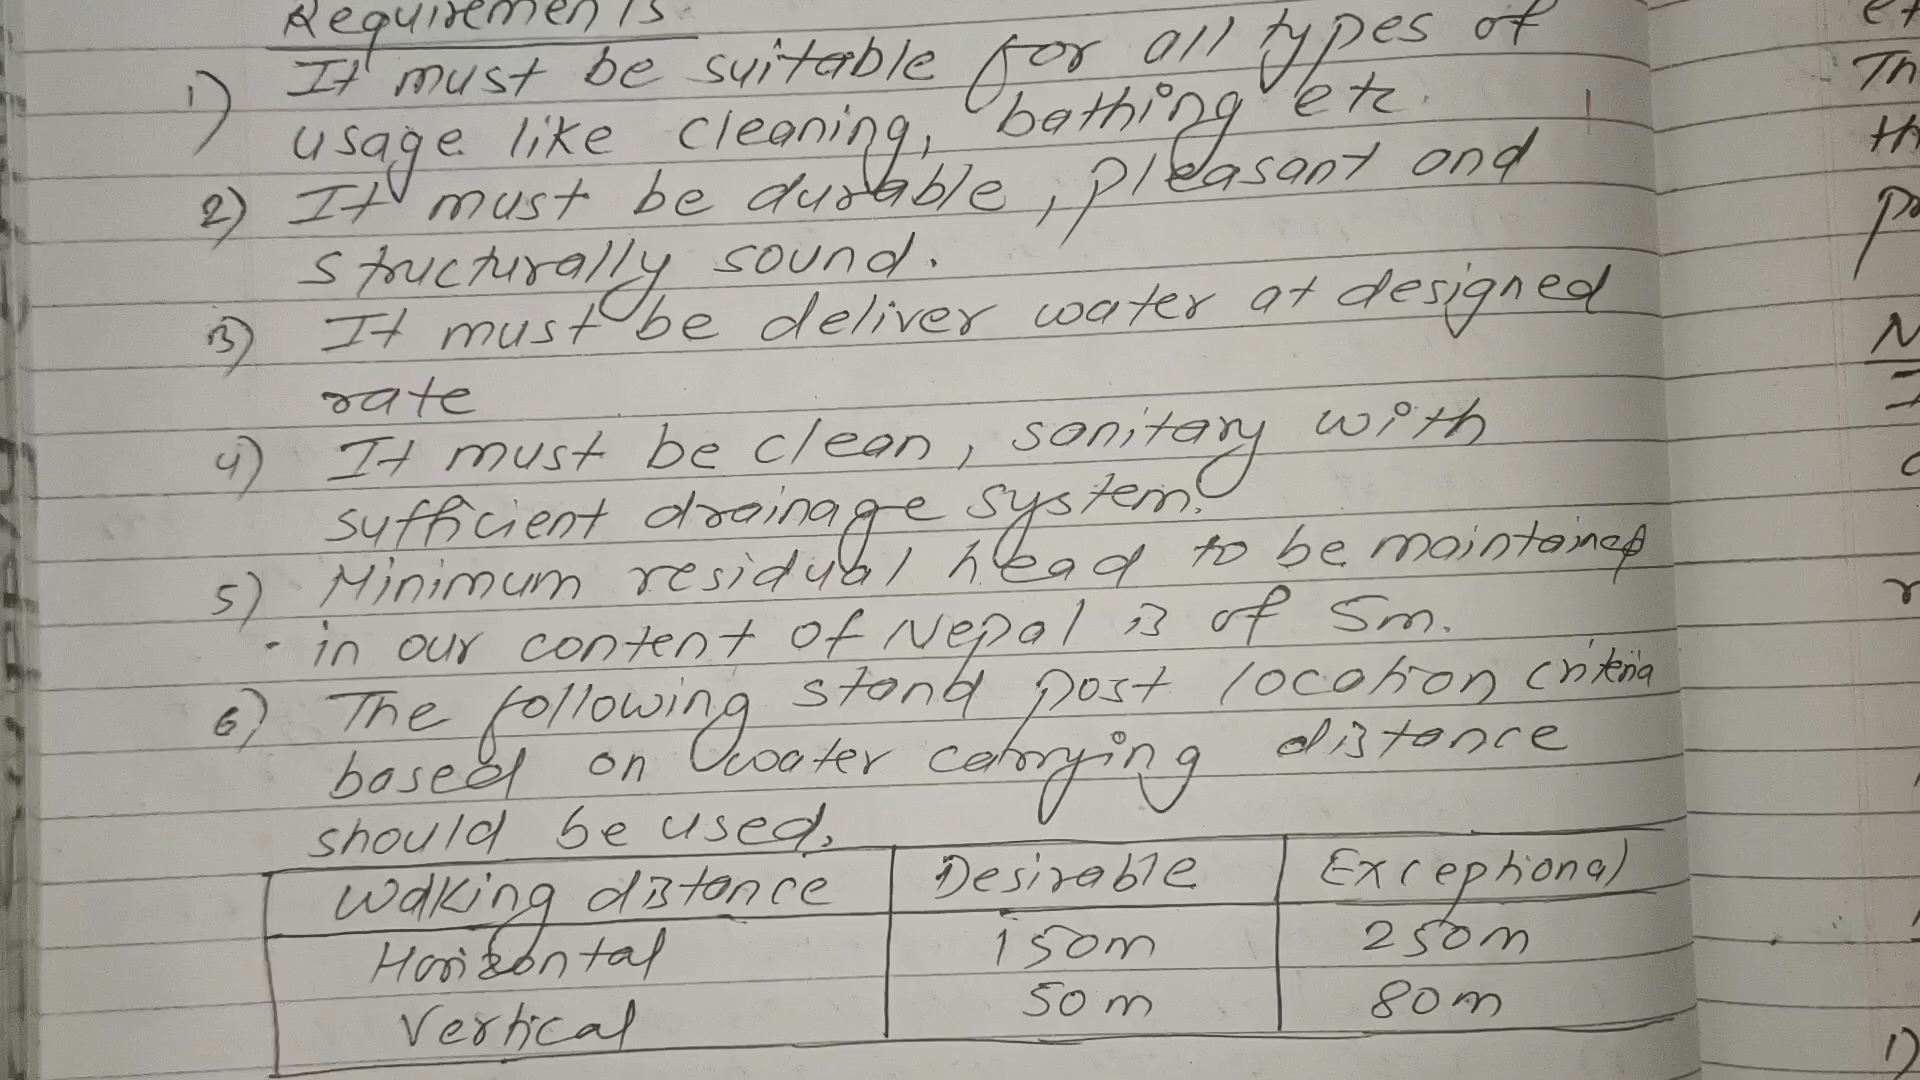 Requirements
1) It must be suitable for all types of
usage like cleaning, bathing etc.
2) It must be durable, pleasant and
structurally sound.
3) It must be deliver water at designed
rate
4) It must be clean, sanitary with
sufficient drainage system.
5) Minimum residual head to be maintained
in our content of Nepal is of 5m.
6) The following stand post location criteria
based on water carrying distance
should be used.
Walking distance Desirable Exceptional
Horizontal 150m 250m
Vertical 50m 80m
Th
th
1)